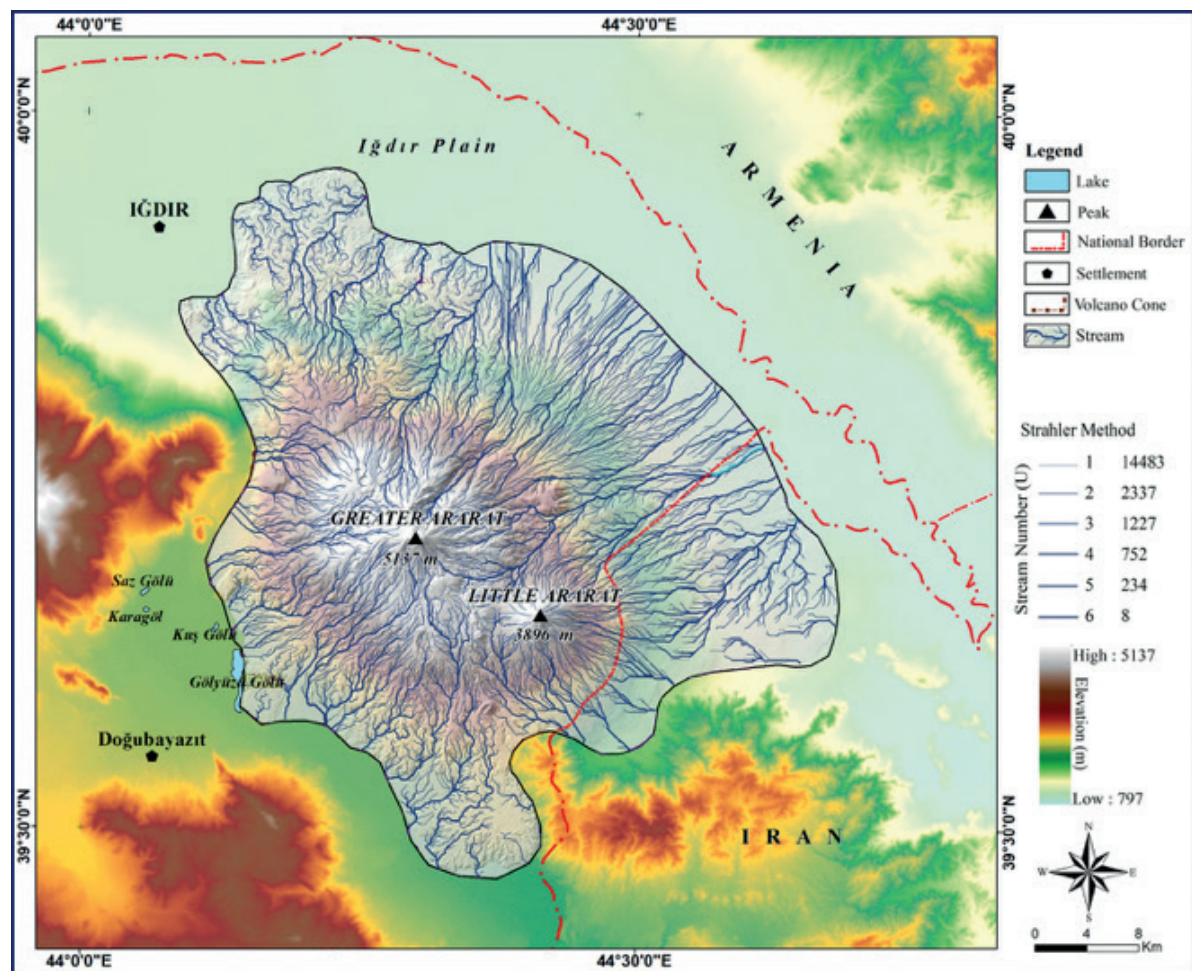 44°0'0"E
44°30'0"E
40°0'0"N
40°0'0"N
Iğdır Plain
ARMENIA
IĞDIR
GREATER ARARAT
5137 m
LITTLE ARARAT
3896 m
Saz Gölü
Karagöl
Kuş Gölü
Gölyüzü Gölü
Doğubayazıt
IRAN
39°30'0"N
39°30'0"N
44°0'0"E
44°30'0"E
Legend
Lake
Peak
National Border
Settlement
Volcano Cone
Stream
Strahler Method
Stream Number (U)
1 14483
2 2337
3 1227
4 752
5 234
6 8
High : 5137
Elevation (m)
Low : 797
N
W E
S
0 4 8
Km